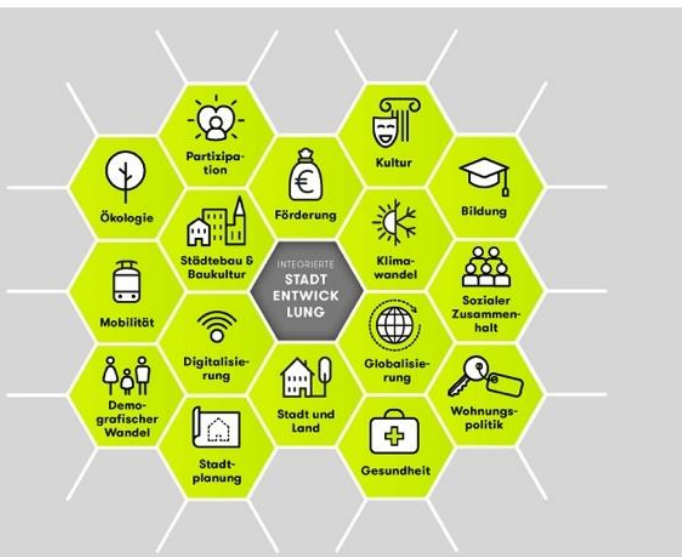 Partizipa-
tion
Kultur
Ökologie
Förderung
Bildung
Städtebau &
Baukultur
Klima-
wandel
INTEGRIERTE
STADT
ENTWICK
LUNG
Mobilität
Sozialer
Zusammen-
halt
Digitalisie-
rung
Globalisie-
rung
Demo-
grafischer
Wandel
Stadt und
Land
Wohnungs-
politik
Stadt-
planung
Gesundheit